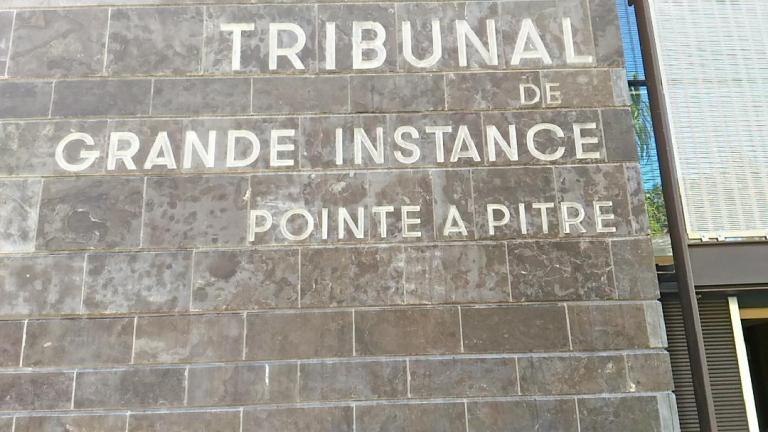 TRIBUNAL
DE
GRANDE INSTANCE
POINTE A PITRE